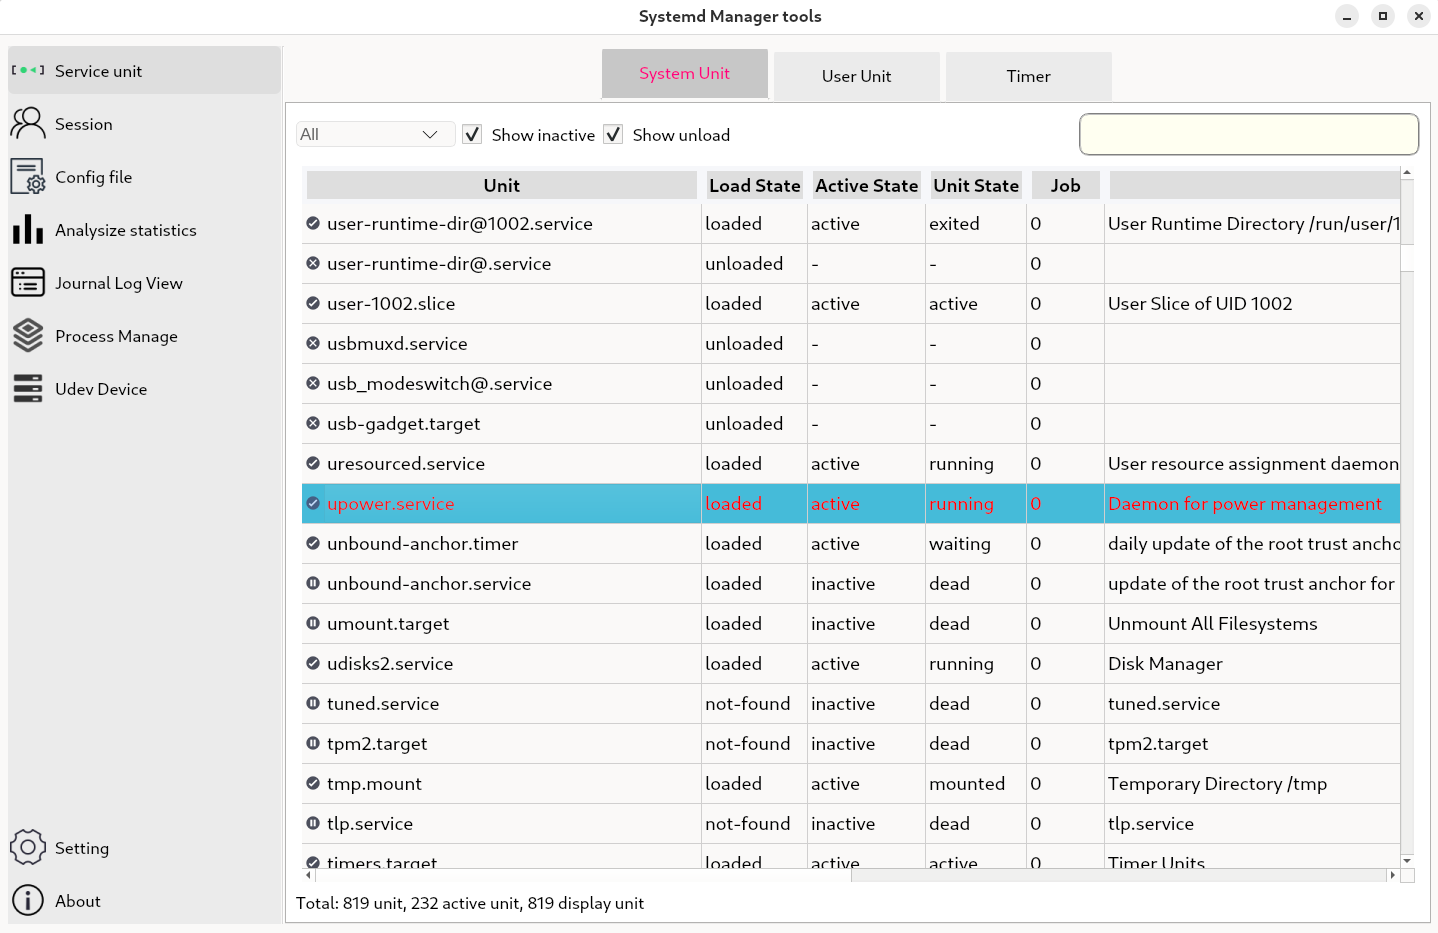 Systemd Manager tools
Service unit
Session
Config file
Analysize statistics
Journal Log View
Process Manage
Udev Device
Setting
About
System Unit User Unit Timer
All Show inactive Show unload
Unit Load State Active State Unit State Job
user-runtime-dir@1002.service loaded active exited 0 User Runtime Directory /run/user/1
user-runtime-dir@.service unloaded - - 0
user-1002.slice loaded active active 0 User Slice of UID 1002
usbmuxd.service unloaded - - 0
usb_modeswitch@.service unloaded - - 0
usb-gadget.target unloaded - - 0
uresourced.service loaded active running 0 User resource assignment daemon
upower.service loaded active running 0 Daemon for power management
unbound-anchor.timer loaded active waiting 0 daily update of the root trust ancho
unbound-anchor.service loaded inactive dead 0 update of the root trust anchor for
umount.target loaded inactive dead 0 Unmount All Filesystems
udisks2.service loaded active running 0 Disk Manager
tuned.service not-found inactive dead 0 tuned.service
tpm2.target not-found inactive dead 0 tpm2.target
tmp.mount loaded active mounted 0 Temporary Directory /tmp
tlp.service not-found inactive dead 0 tlp.service
timers.target loaded active active 0 Timer Units
Total: 819 unit, 232 active unit, 819 display unit